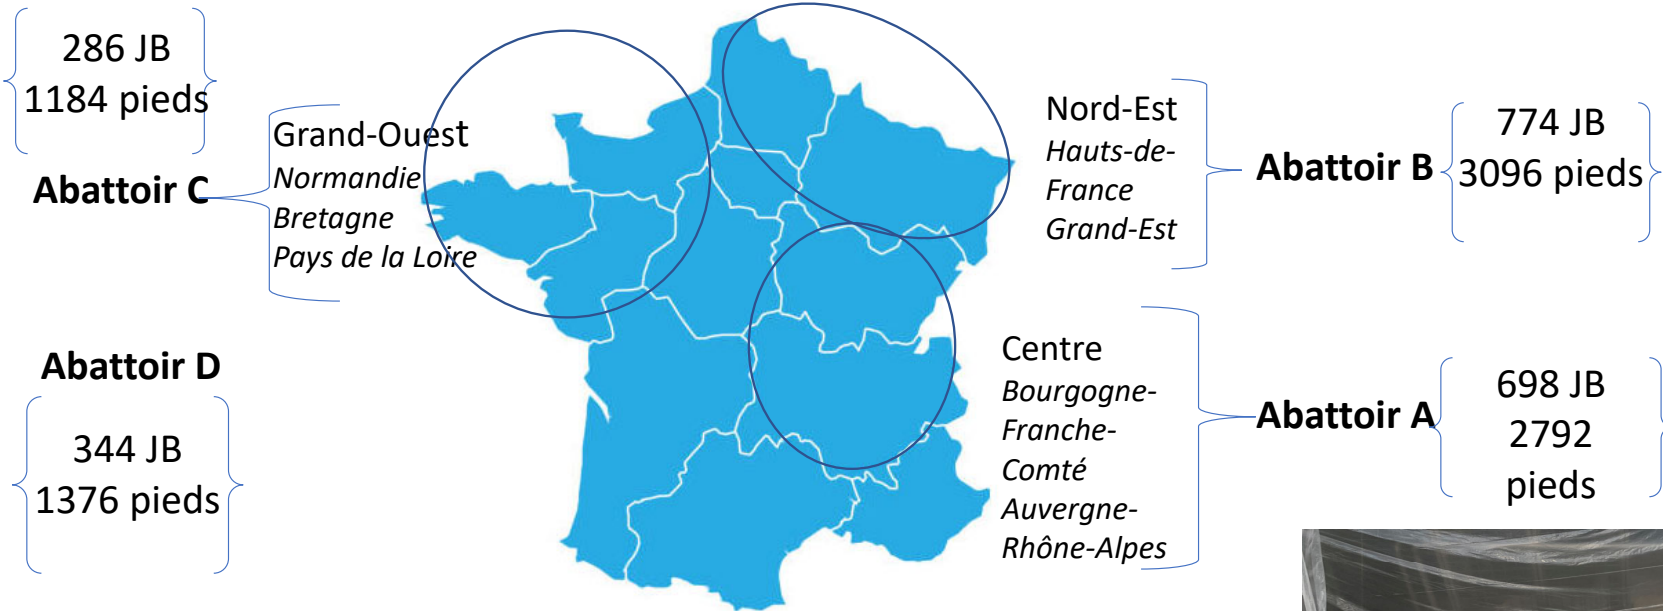 286 JB
1184 pieds
Abattoir C
Grand-Ouest
Normandie
Bretagne
Pays de la Loire
Nord-Est
Hauts-de-
France
Grand-Est
Abattoir B
774 JB
3096 pieds
Abattoir D
344 JB
1376 pieds
Centre
Bourgogne-
Franche-
Comté
Auvergne-
Rhône-Alpes
Abattoir A
698 JB
2792
pieds